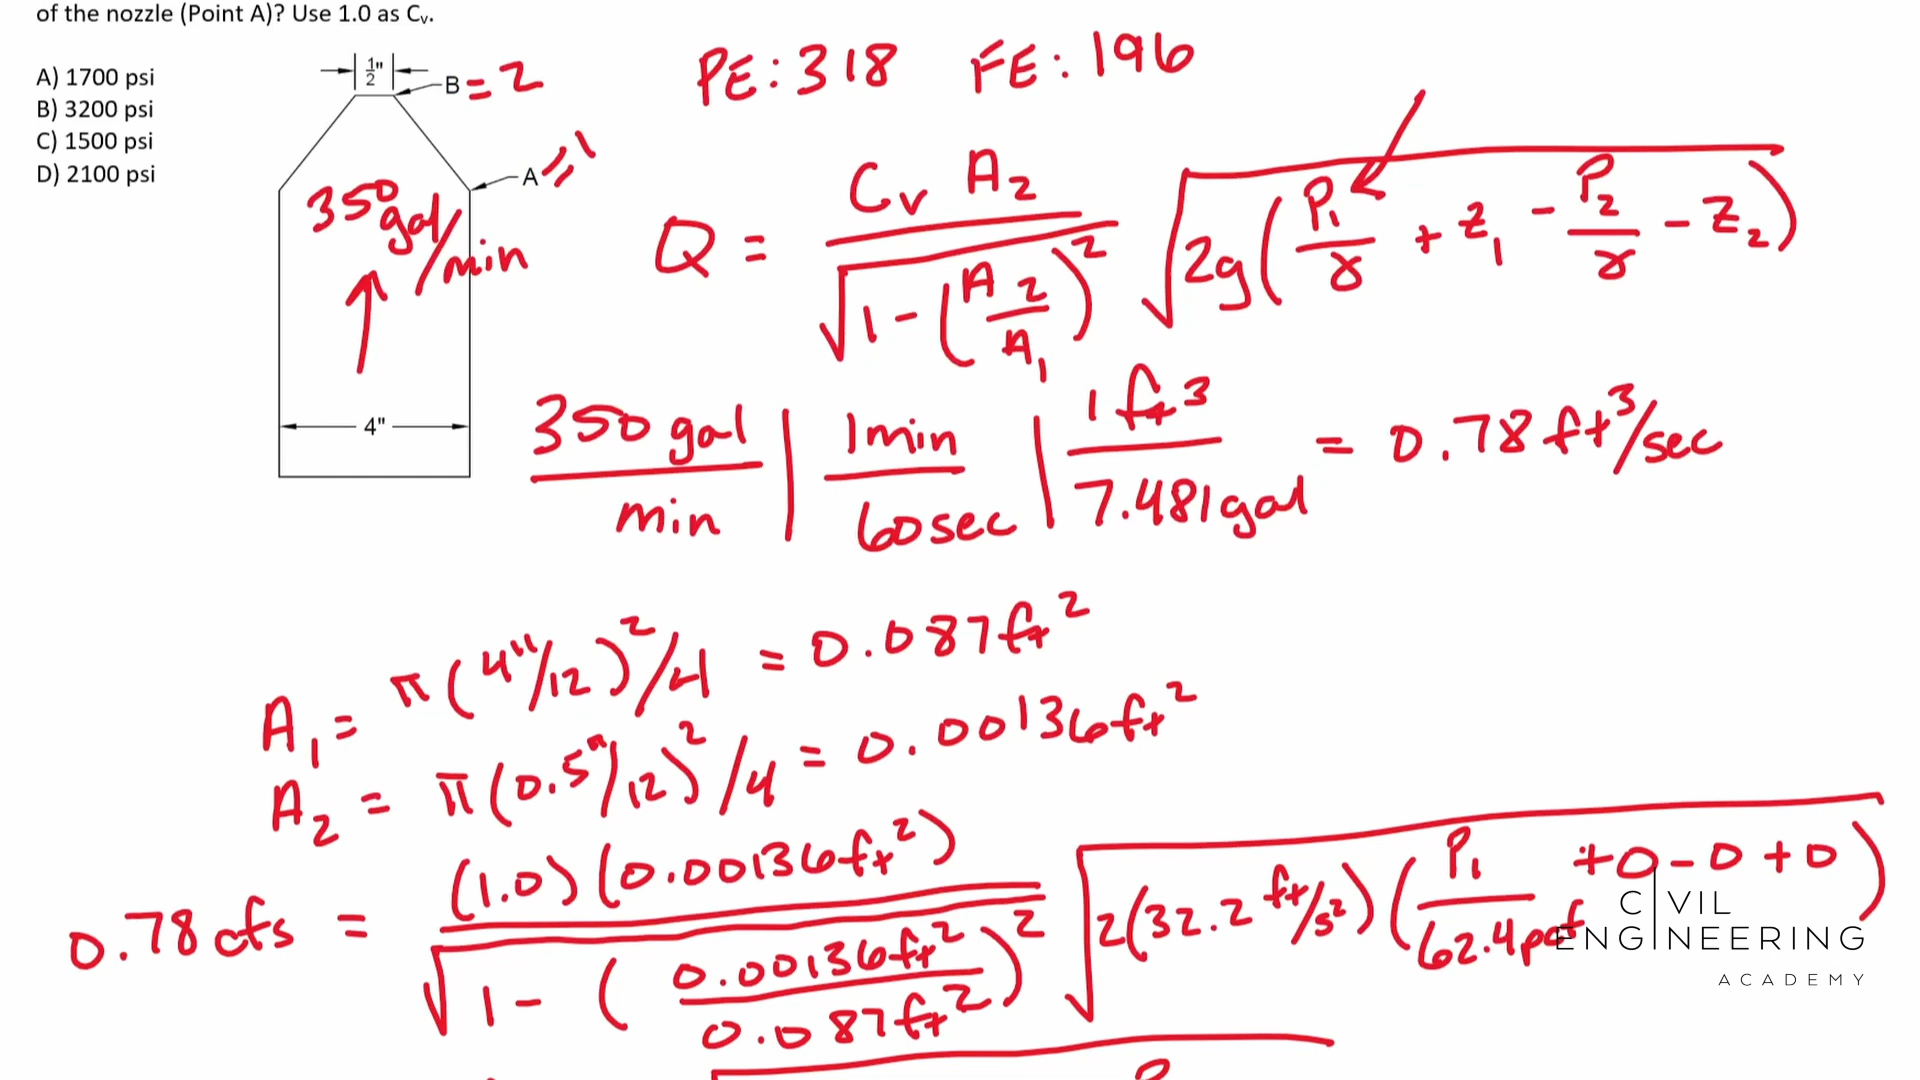 of the nozzle (Point A)? Use 1.0 as Cᵥ.
A) 1700 psi
B) 3200 psi
C) 1500 psi
D) 2100 psi
1/2"
B = 2
A = 1
350 gal/min
4"
PE: 318 FE: 196
Q = Cᵥ A₂ / √(1 - (A₂/A₁)²) √(2g(P₁/γ + z₁ - P₂/γ - z₂))
350 gal/min | 1 min/60 sec | 1 ft³/7.481 gal = 0.78 ft³/sec
A₁ = π(4"/12)²/4 = 0.087 ft²
A₂ = π(0.5"/12)²/4 = 0.00136 ft²
0.78 cfs = (1.0)(0.00136 ft²) / √(1 - (0.00136 ft²/0.087 ft²)²) √(2(32.2 ft/s²)(P₁/62.4 pcf + 0 - 0 + 0))
CIVIL
ENGINEERING
ACADEMY